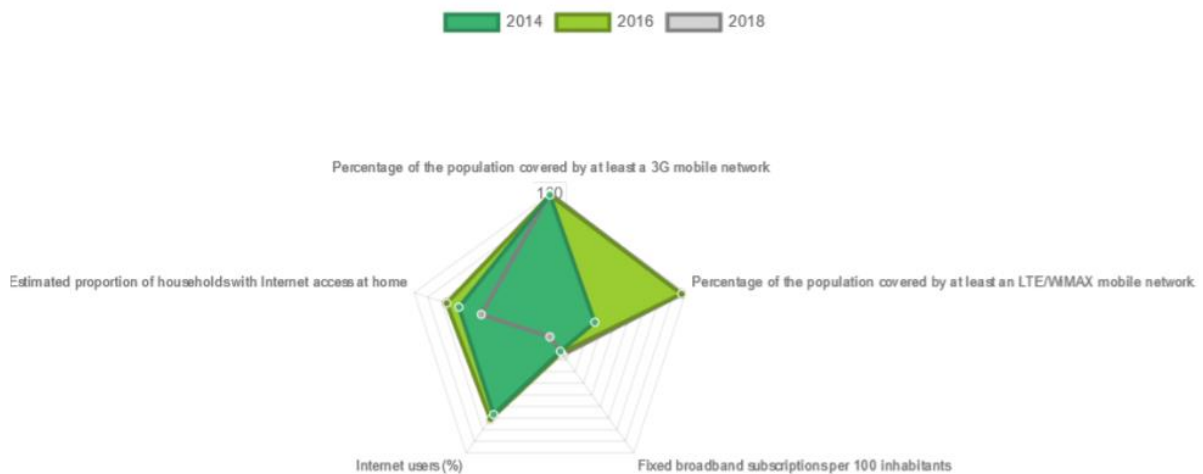 2014 2016 2018
Percentage of the population covered by at least a 3G mobile network
Estimated proportion of households with Internet access at home
Percentage of the population covered by at least an LTE/WiMAX mobile network
Internet users (%)
Fixed broadband subscriptions per 100 inhabitants